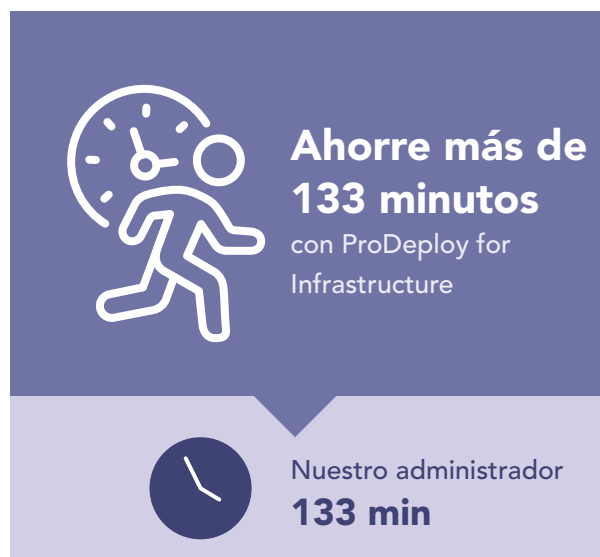 Ahorre más de
133 minutos
con ProDeploy for
Infrastructure
Nuestro administrador
133 min